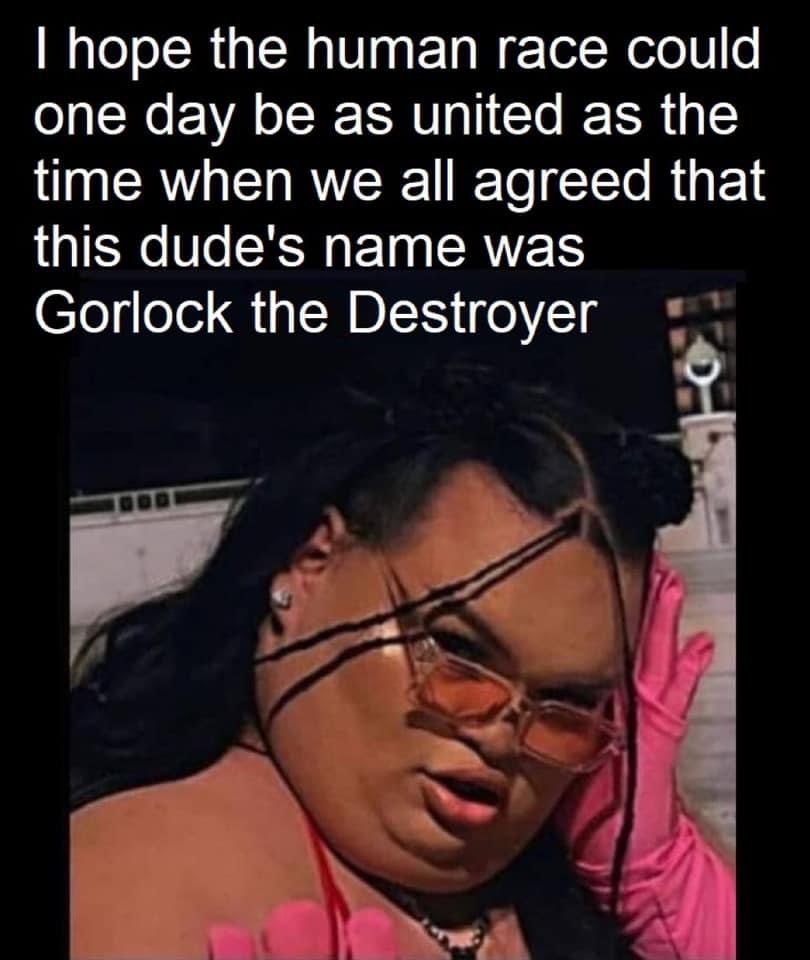 I hope the human race could
one day be as united as the
time when we all agreed that
this dude's name was
Gorlock the Destroyer